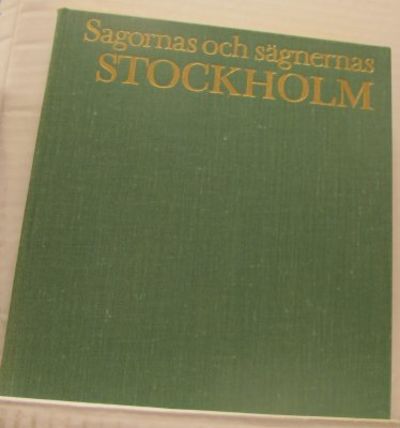 Sagornas och sägnernas
STOCKHOLM